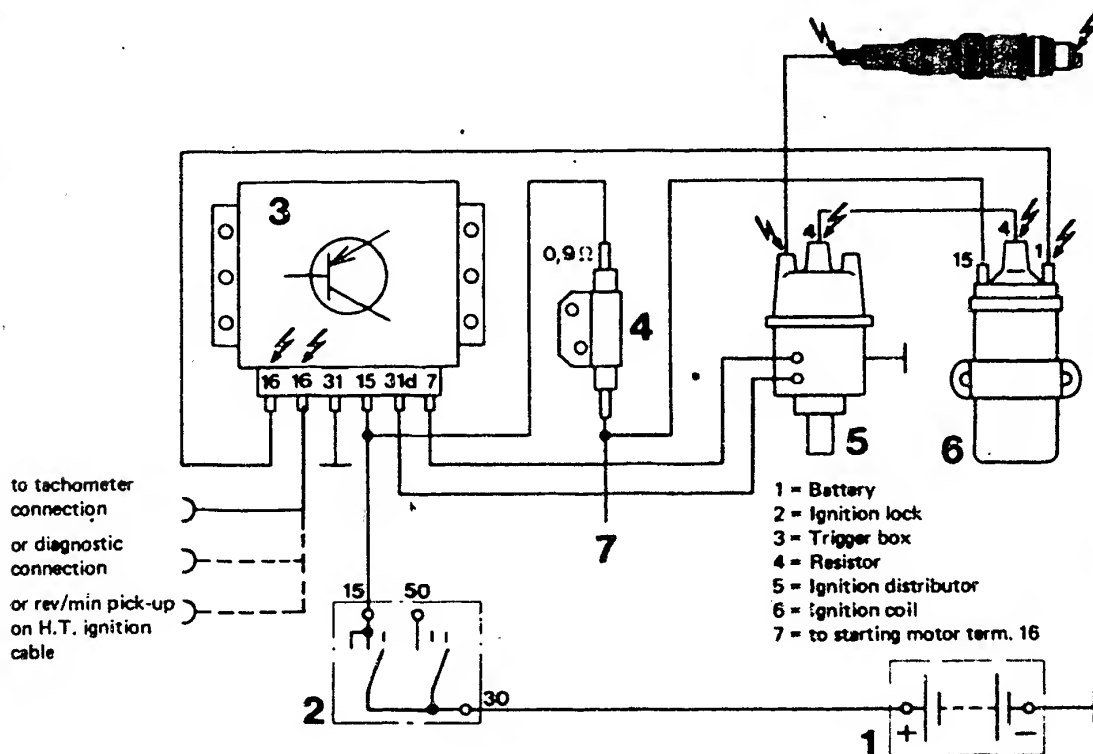 3
0,9 Ω
4
4
4
1
15
16 16 31 15 31d 7
5
6
to tachometer
connection
or diagnostic
connection
or rev/min pick-up
on H.T. ignition
cable
7
1 = Battery
2 = Ignition lock
3 = Trigger box
4 = Resistor
5 = Ignition distributor
6 = Ignition coil
7 = to starting motor term. 16
15 50
30
2
1
+ −